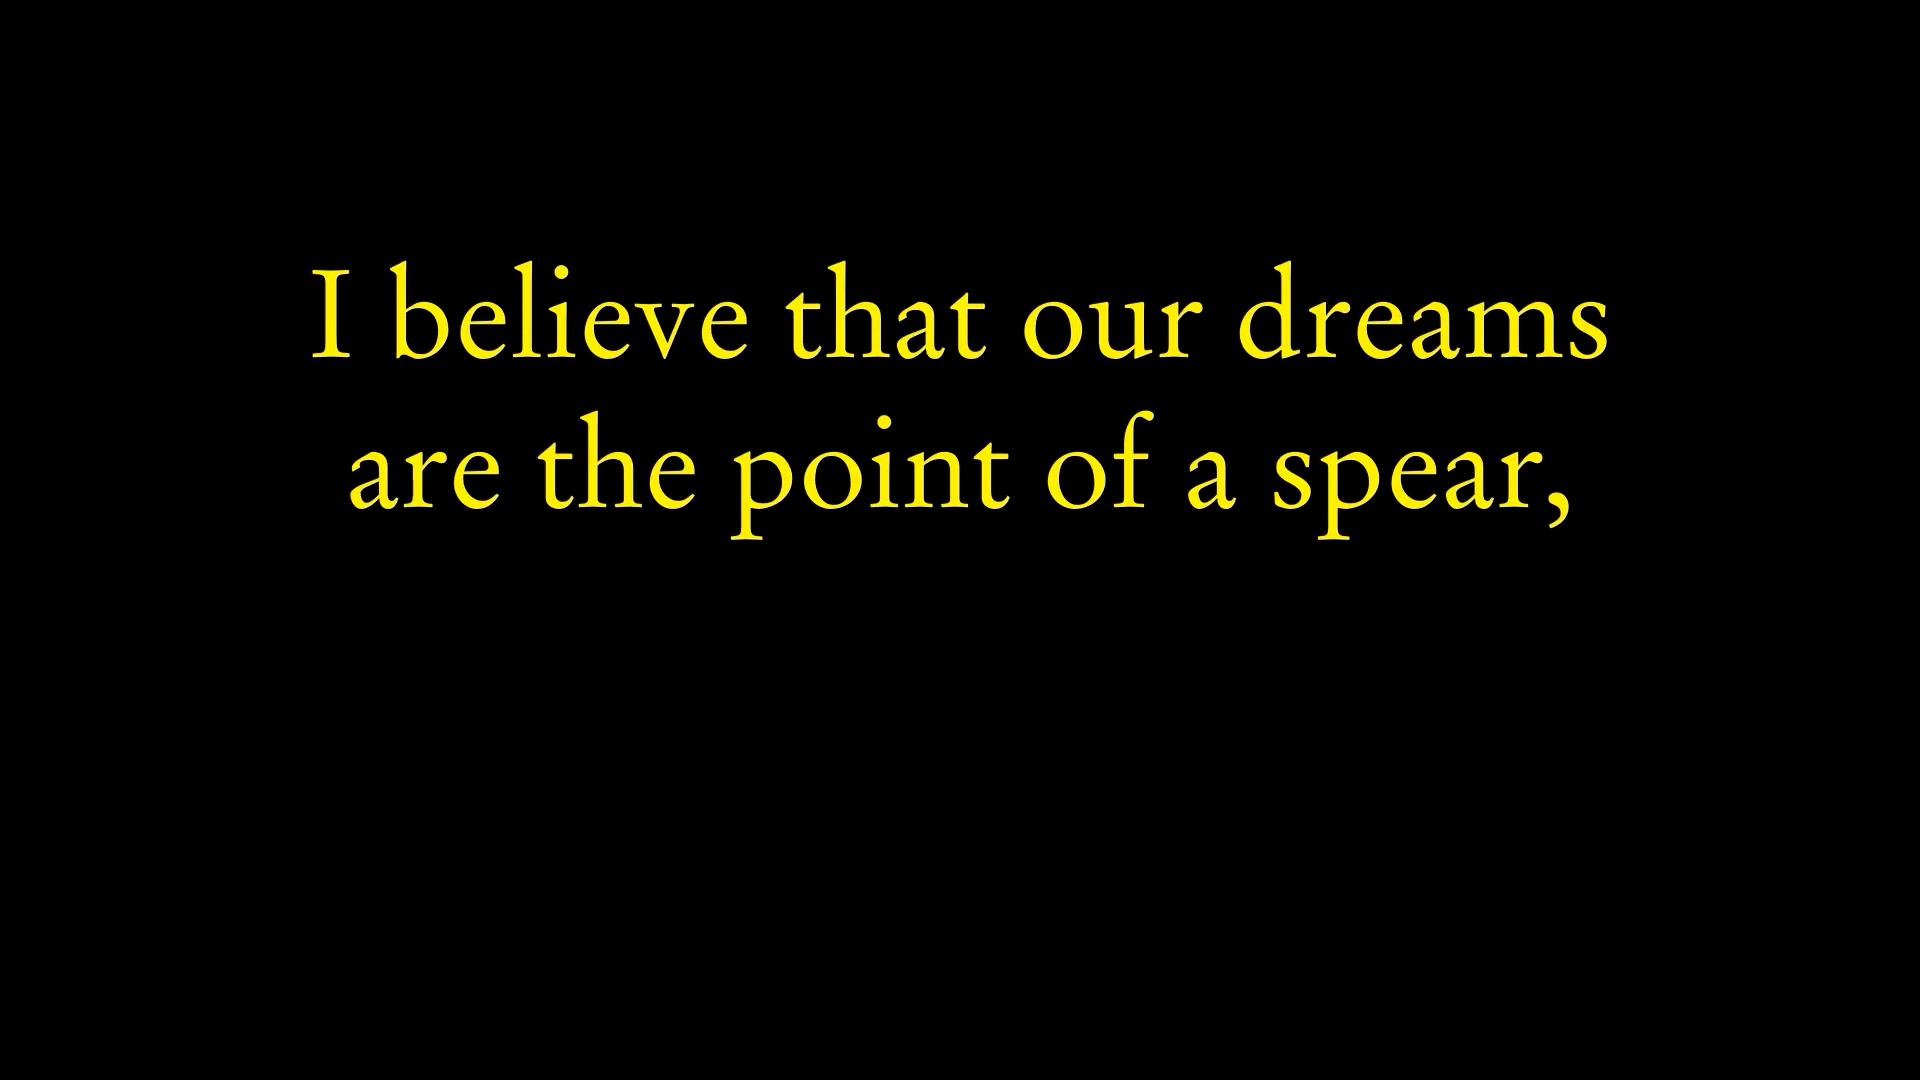 I believe that our dreams
are the point of a spear,